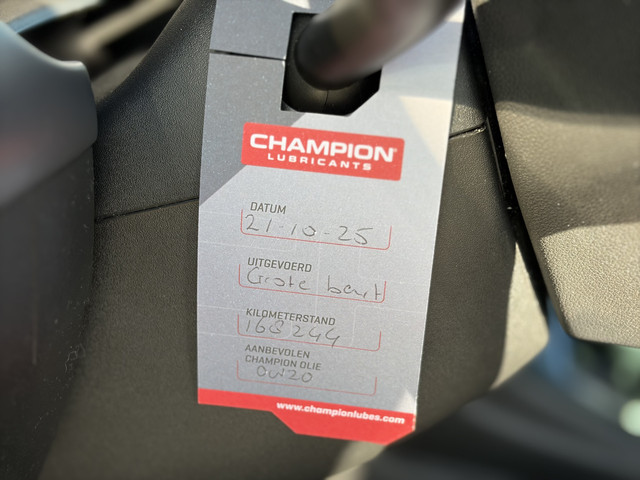 CHAMPION®
LUBRICANTS
DATUM
21-10-25
UITGEVOERD
Grote beurt
KILOMETERSTAND
168244
AANBEVOLEN
CHAMPION OLIE
0w20
www.championlubes.com